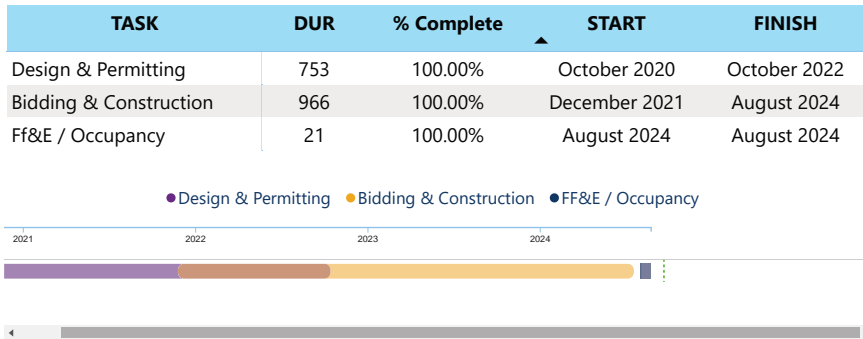 TASK DUR % Complete START FINISH
Design & Permitting 753 100.00% October 2020 October 2022
Bidding & Construction 966 100.00% December 2021 August 2024
Ff&E / Occupancy 21 100.00% August 2024 August 2024
Design & Permitting Bidding & Construction FF&E / Occupancy
2021 2022 2023 2024